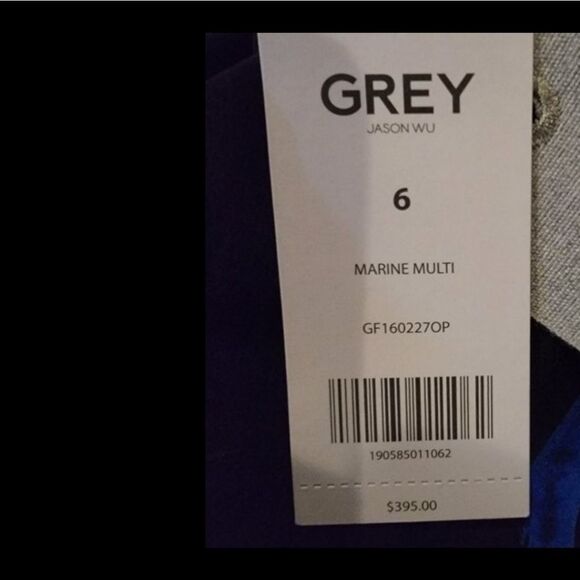 GREY
JASON WU
6
MARINE MULTI
GF160227OP
190585011062
$395.00